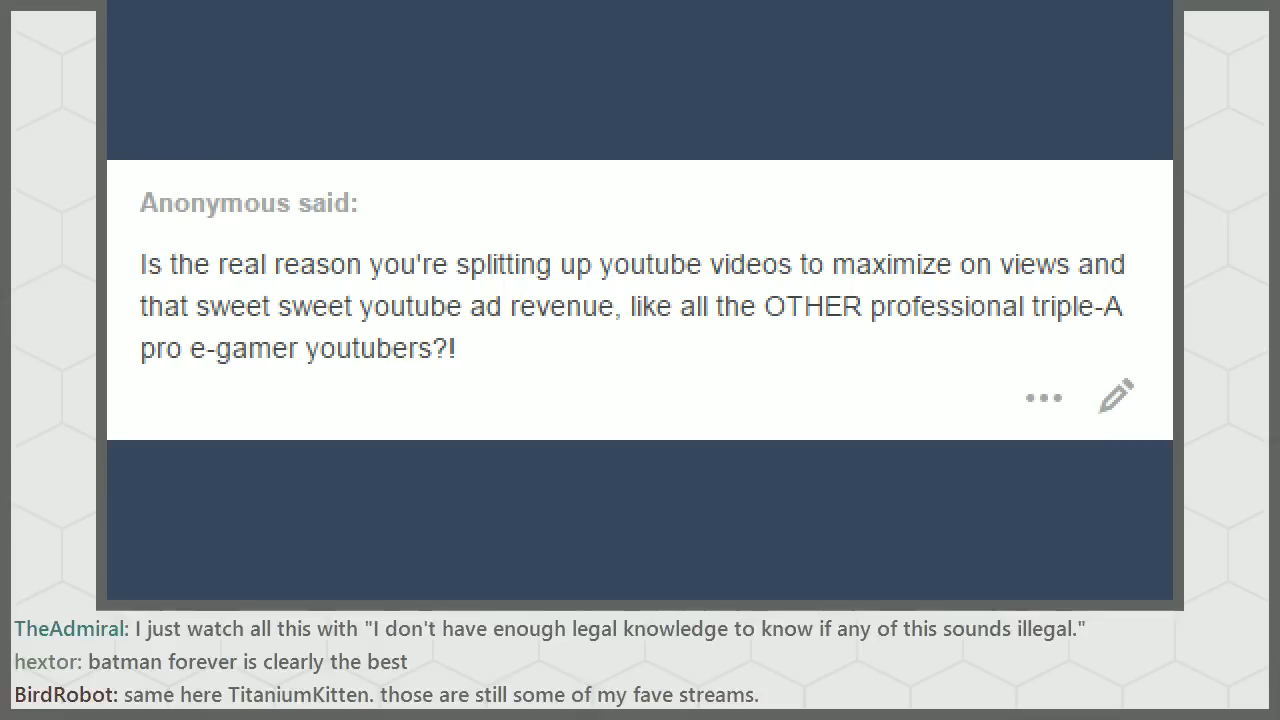 Anonymous said:
Is the real reason you're splitting up youtube videos to maximize on views and
that sweet sweet youtube ad revenue, like all the OTHER professional triple-A
pro e-gamer youtubers?!
TheAdmiral: I just watch all this with "I don't have enough legal knowledge to know if any of this sounds illegal."
hextor: batman forever is clearly the best
BirdRobot: same here TitaniumKitten. those are still some of my fave streams.